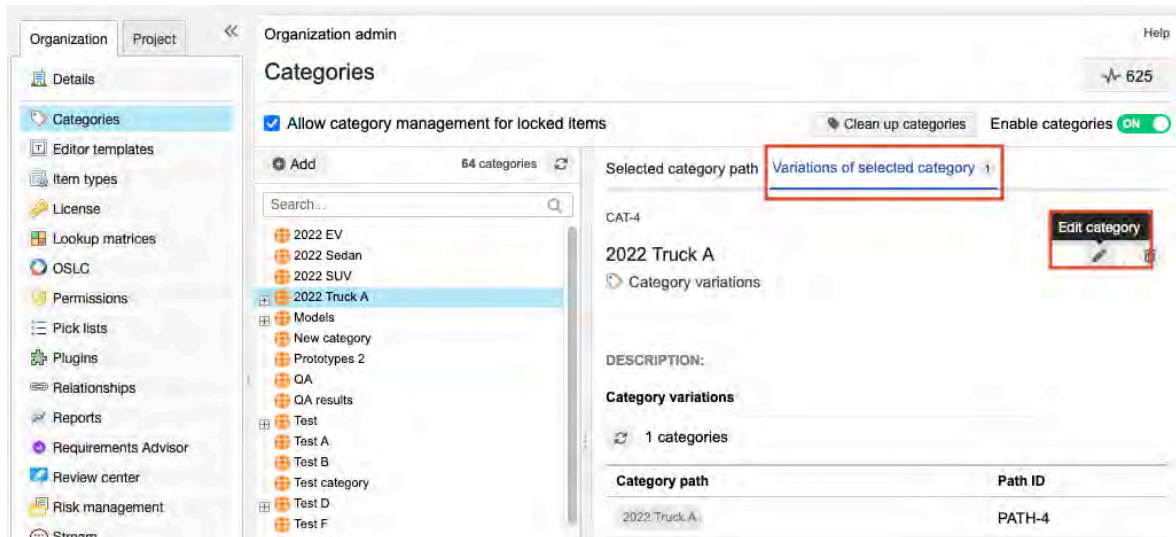 Organization
Project
Details
Categories
Editor templates
Item types
License
Lookup matrices
OSLC
Permissions
Pick lists
Plugins
Relationships
Reports
Requirements Advisor
Review center
Risk management
Stream
Organization admin
Help
Categories
625
Allow category management for locked items
Clean up categories
Enable categories ON
Add
64 categories
Search...
2022 EV
2022 Sedan
2022 SUV
2022 Truck A
Models
New category
Prototypes 2
QA
QA results
Test
Test A
Test B
Test category
Test D
Test F
Selected category path
Variations of selected category 1
CAT-4
Edit category
2022 Truck A
Category variations
DESCRIPTION:
Category variations
1 categories
Category path Path ID
2022 Truck A PATH-4